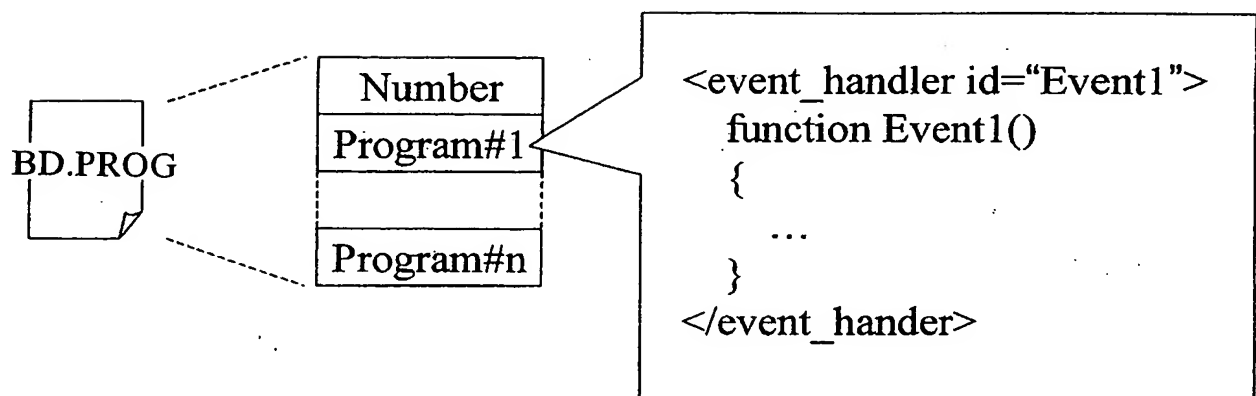 BD.PROG
Number
Program#1
Program#n
<event_handler id=“Event1”>
function Event1()
{
...
}
</event_hander>